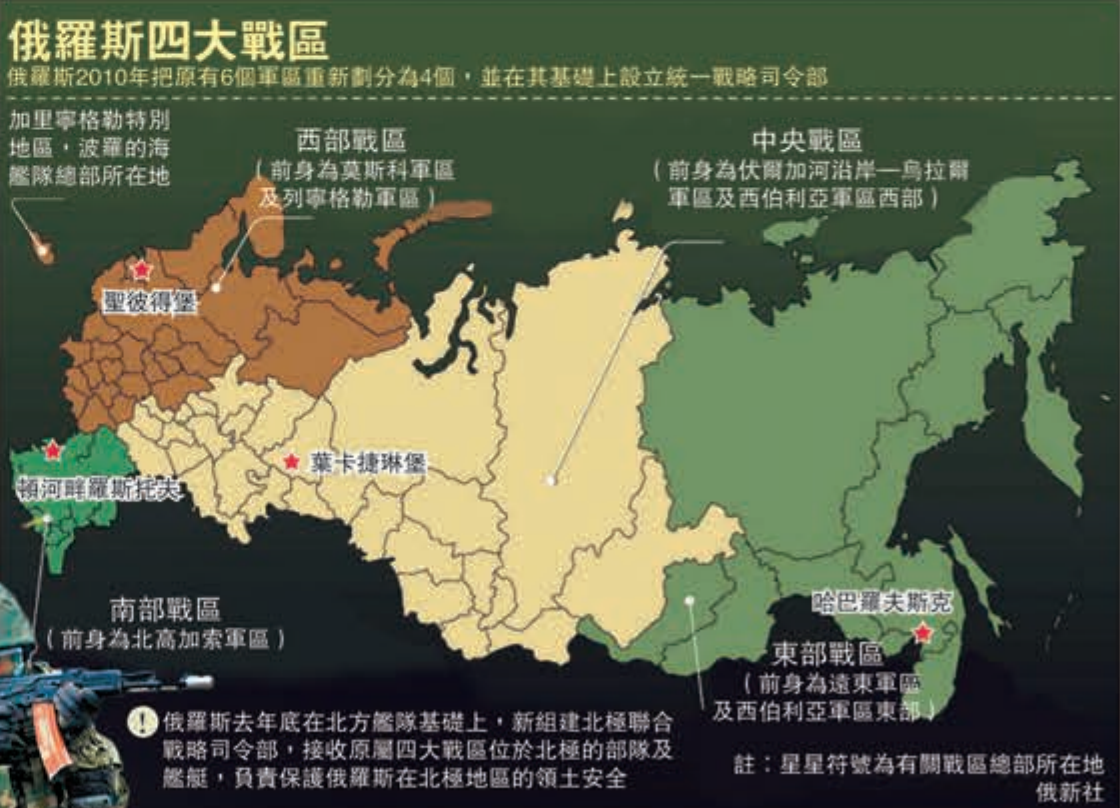 俄羅斯四大戰區
俄羅斯2010年把原有6個軍區重新劃分為4個，並在其基礎上設立統一戰略司令部
加里寧格勒特別
地區，波羅的海
艦隊總部所在地
西部戰區
（前身為莫斯科軍區
及列寧格勒軍區）
中央戰區
（前身為伏爾加河沿岸—烏拉爾
軍區及西伯利亞軍區西部）
聖彼得堡
葉卡捷琳堡
頓河畔羅斯托夫
哈巴羅夫斯克
南部戰區
（前身為北高加索軍區）
東部戰區
（前身為遠東軍區
及西伯利亞軍區東部）
! 俄羅斯去年底在北方艦隊基礎上，新組建北極聯合
戰略司令部，接收原屬四大戰區位於北極的部隊及
艦艇，負責保護俄羅斯在北極地區的領土安全
註：星星符號為有關戰區總部所在地
俄新社